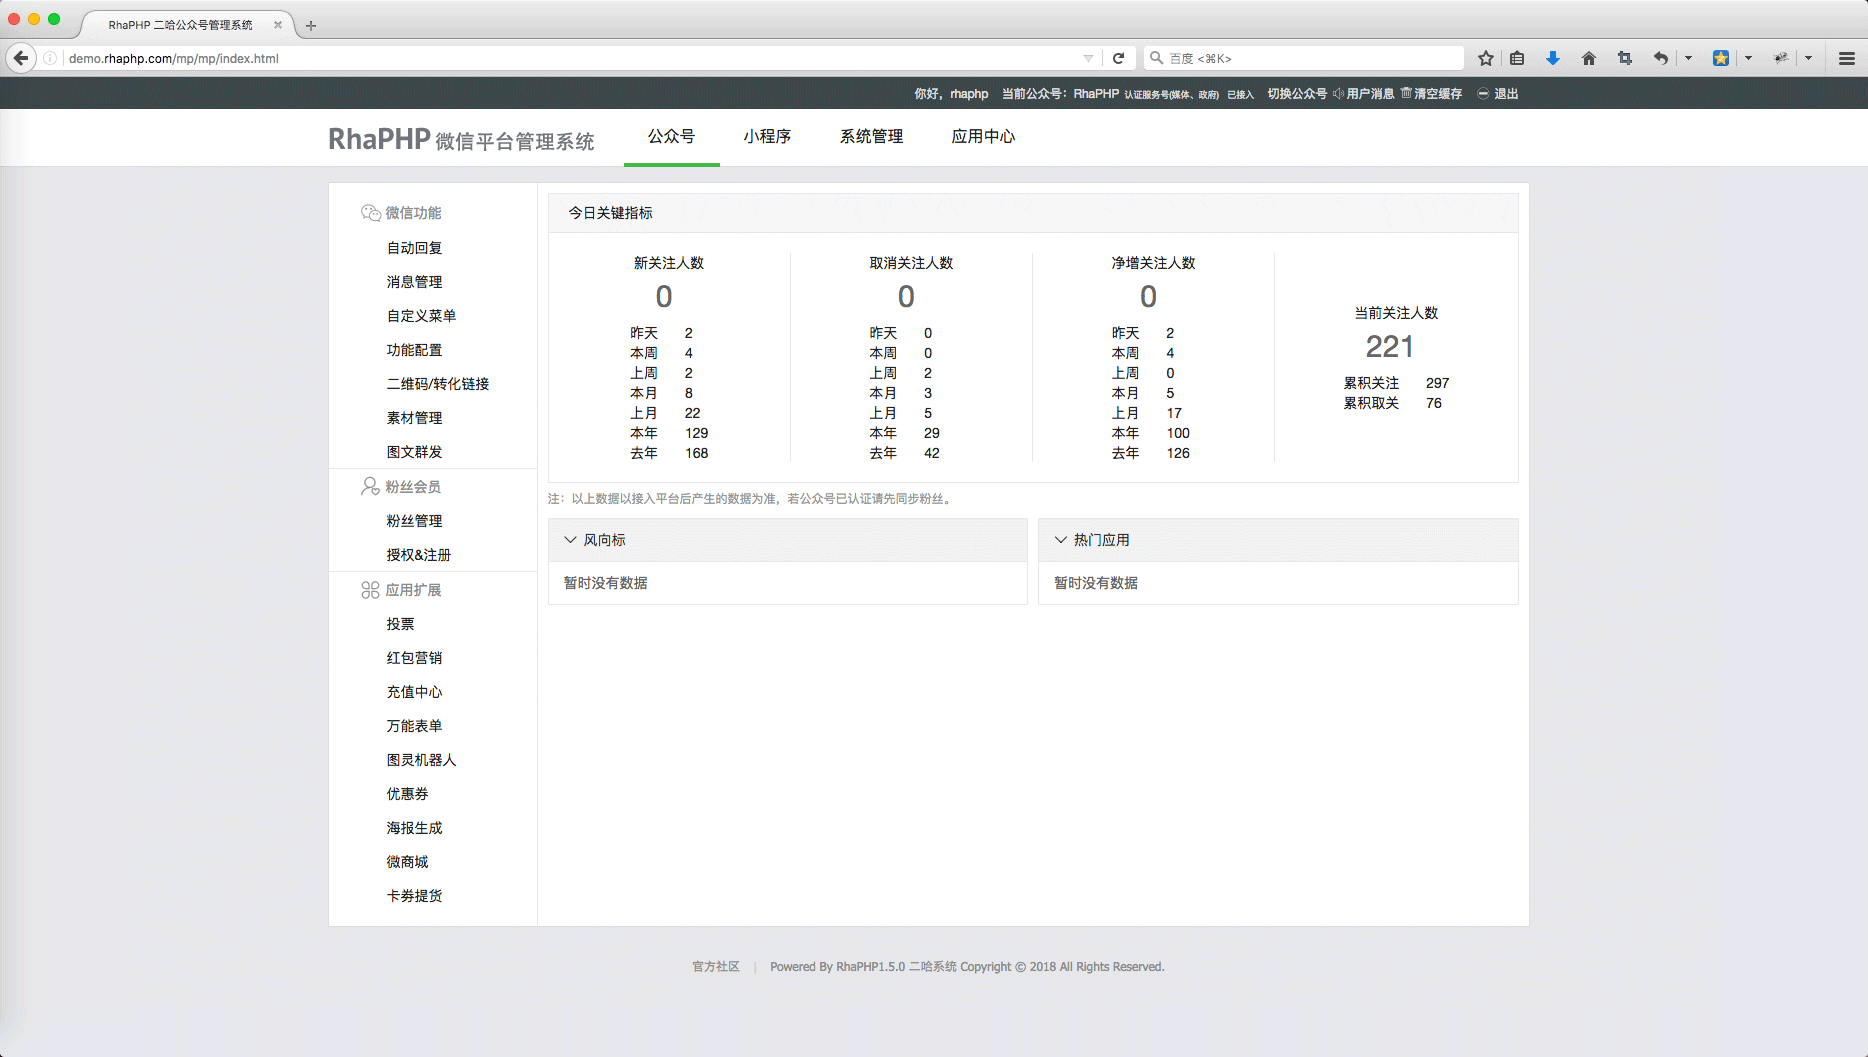 RhaPHP 二哈公众号管理系统
demo.rhaphp.com/mp/mp/index.html
百度 <⌘K>
你好，rhaphp 当前公众号：RhaPHP 认证服务号(媒体、政府) 已接入 切换公众号 用户消息 清空缓存 退出
RhaPHP 微信平台管理系统
公众号 小程序 系统管理 应用中心
微信功能
自动回复
消息管理
自定义菜单
功能配置
二维码/转化链接
素材管理
图文群发
粉丝会员
粉丝管理
授权&注册
应用扩展
投票
红包营销
充值中心
万能表单
图灵机器人
优惠券
海报生成
微商城
卡劵提货
今日关键指标
新关注人数
0
昨天 2
本周 4
上周 2
本月 8
上月 22
本年 129
去年 168
取消关注人数
0
昨天 0
本周 0
上周 2
本月 3
上月 5
本年 29
去年 42
净增关注人数
0
昨天 2
本周 4
上周 0
本月 5
上月 17
本年 100
去年 126
当前关注人数
221
累积关注 297
累积取关 76
注：以上数据以接入平台后产生的数据为准，若公众号已认证请先同步粉丝。
风向标
暂时没有数据
热门应用
暂时没有数据
官方社区 | Powered By RhaPHP1.5.0 二哈系统 Copyright © 2018 All Rights Reserved.